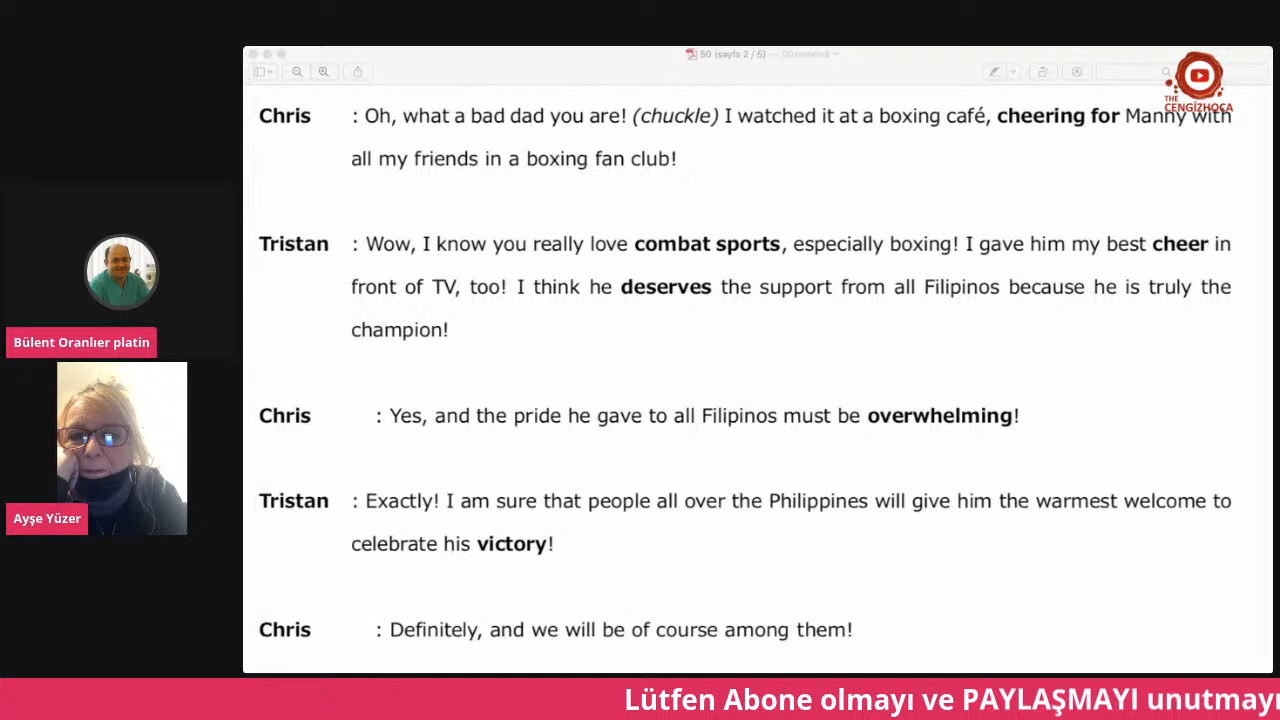 50 (sayfa 2 / 5)
THE
CENGİZHOCA
Chris : Oh, what a bad dad you are! (chuckle) I watched it at a boxing café, cheering for Manny with
all my friends in a boxing fan club!
Tristan : Wow, I know you really love combat sports, especially boxing! I gave him my best cheer in
front of TV, too! I think he deserves the support from all Filipinos because he is truly the
champion!
Chris : Yes, and the pride he gave to all Filipinos must be overwhelming!
Tristan : Exactly! I am sure that people all over the Philippines will give him the warmest welcome to
celebrate his victory!
Chris : Definitely, and we will be of course among them!
Bülent Oranlıer platin
Ayşe Yüzer
Lütfen Abone olmayı ve PAYLAŞMAYI unutmayı